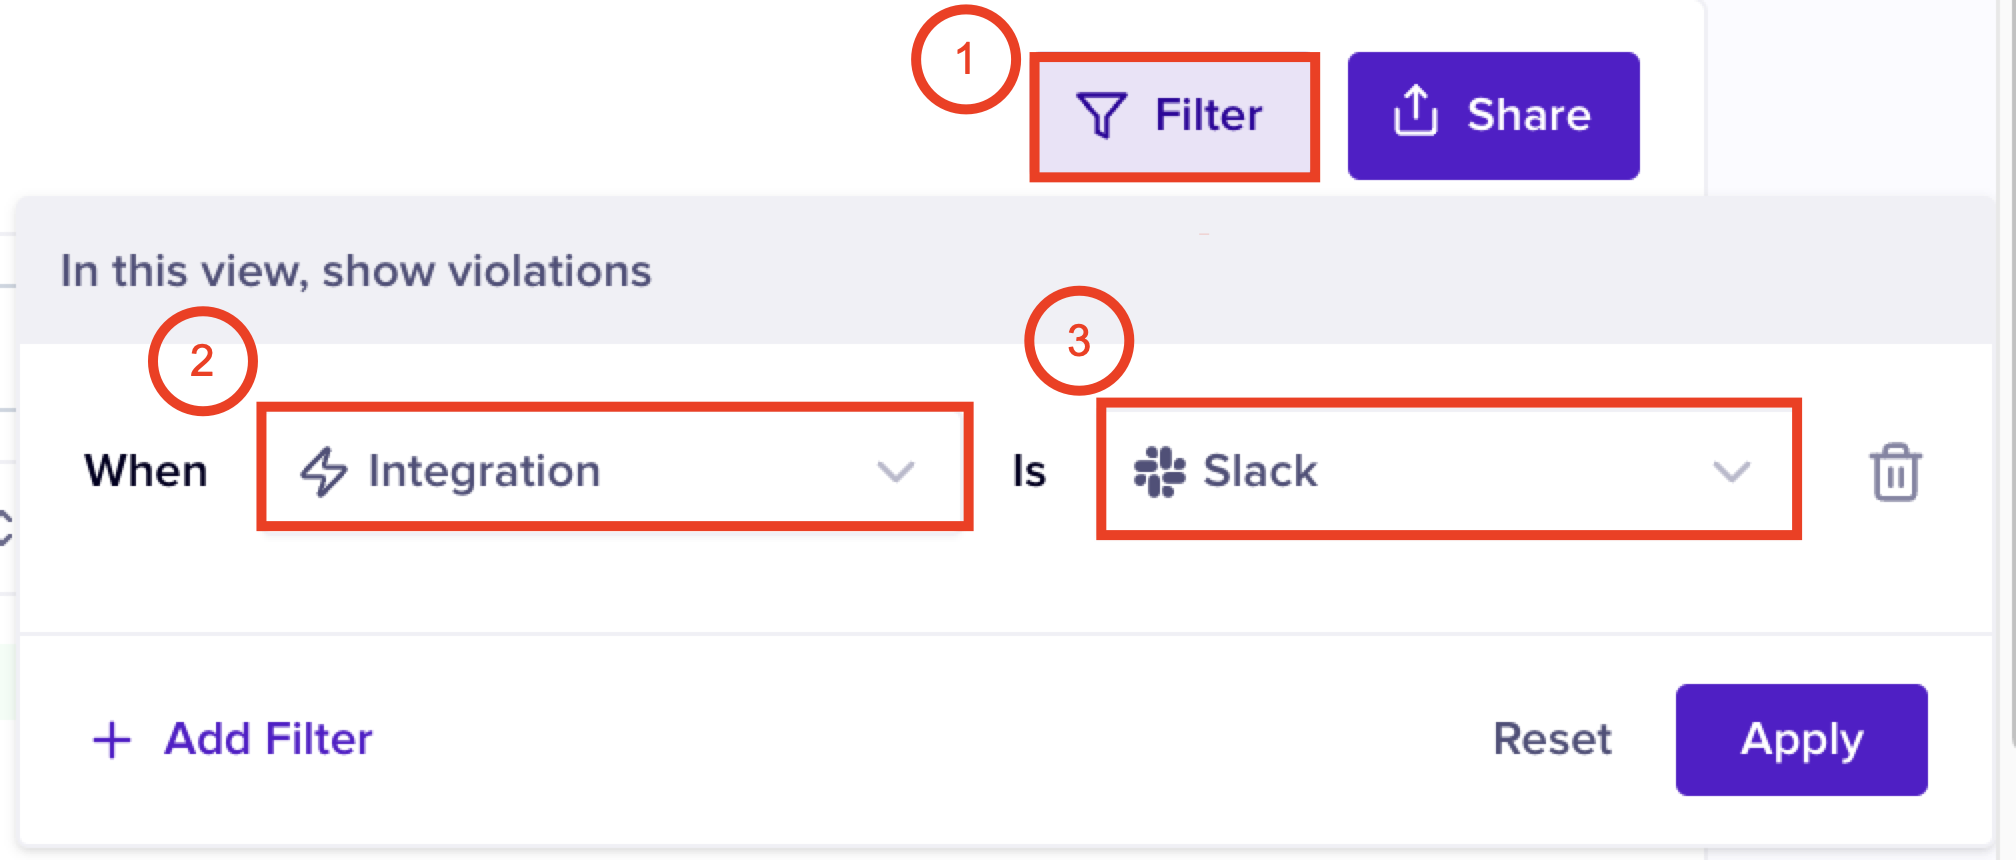 1
Filter
Share
In this view, show violations
2
3
When
Integration
Is
Slack
Add Filter
Reset
Apply